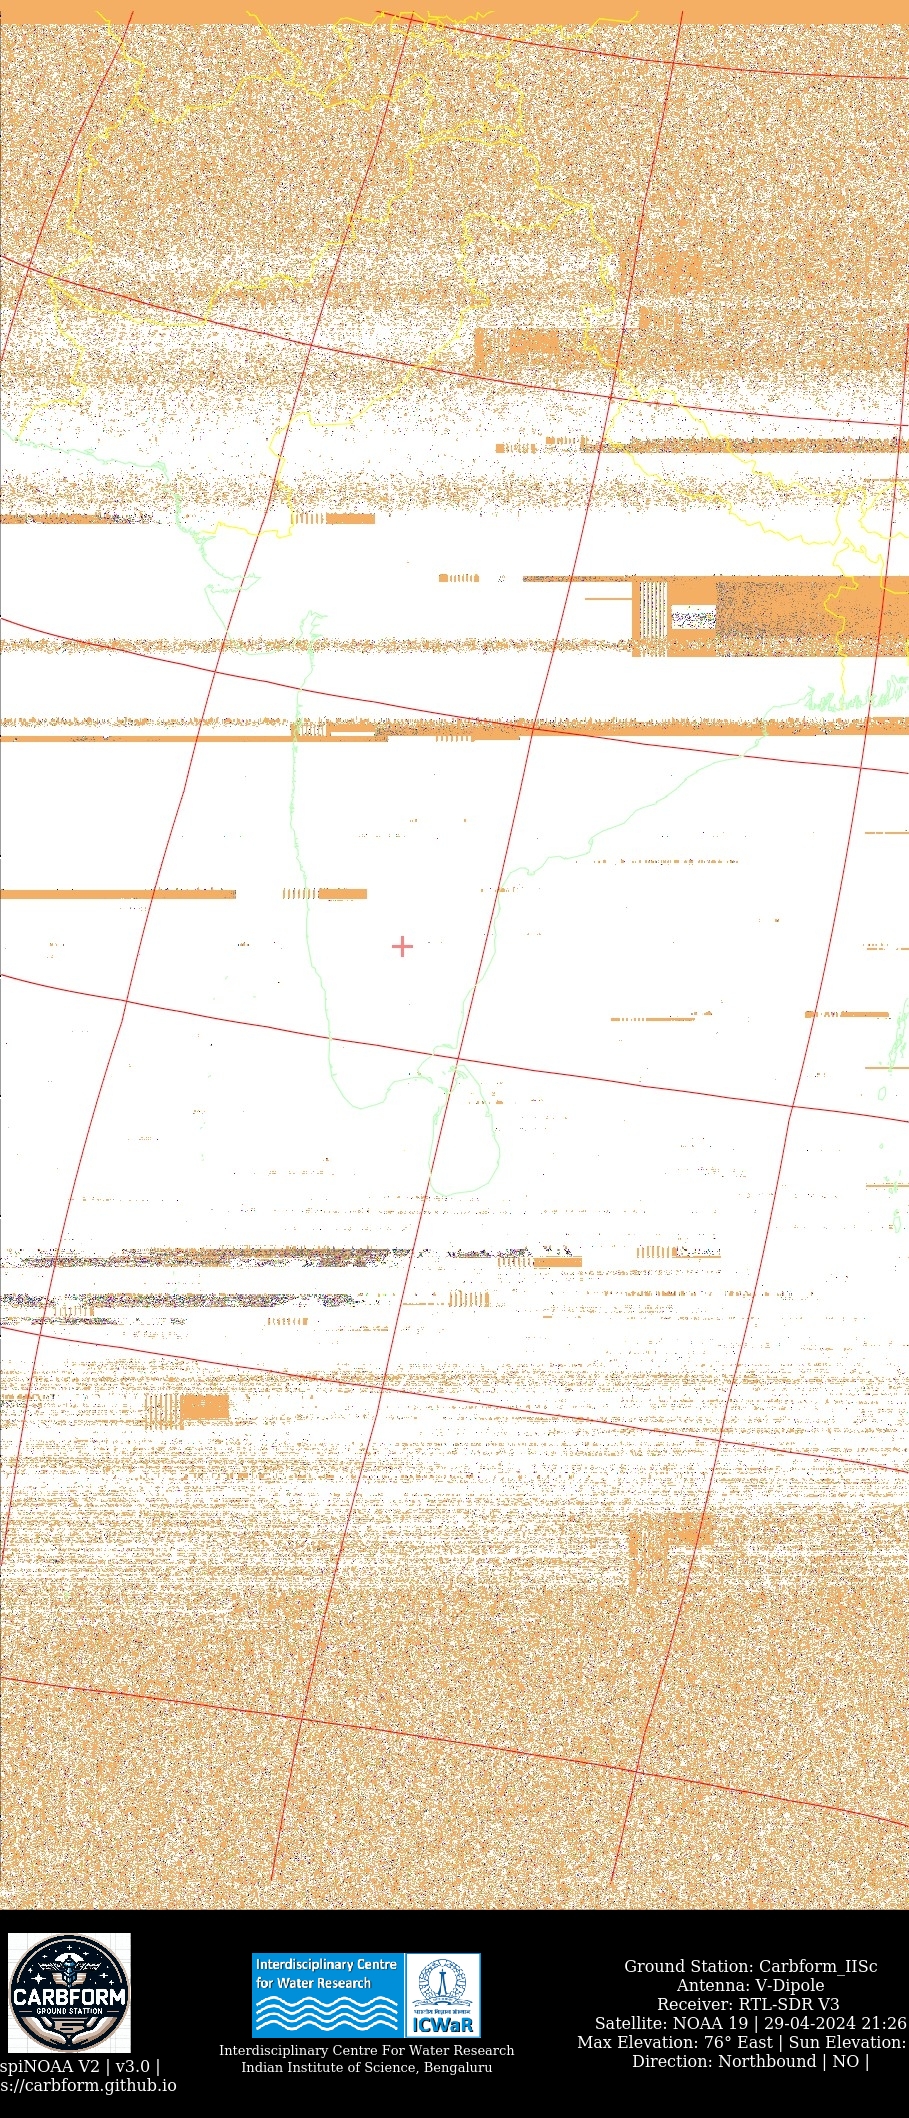 CARBFORM
GROUND STATTION
spiNOAA V2 | v3.0 |
s://carbform.github.io
Interdisciplinary Centre
for Water Research
ICWaR
Interdisciplinary Centre For Water Research
Indian Institute of Science, Bengaluru
Ground Station: Carbform_IISc
Antenna: V-Dipole
Receiver: RTL-SDR V3
Satellite: NOAA 19 | 29-04-2024 21:26
Max Elevation: 76° East | Sun Elevation:
Direction: Northbound | NO |